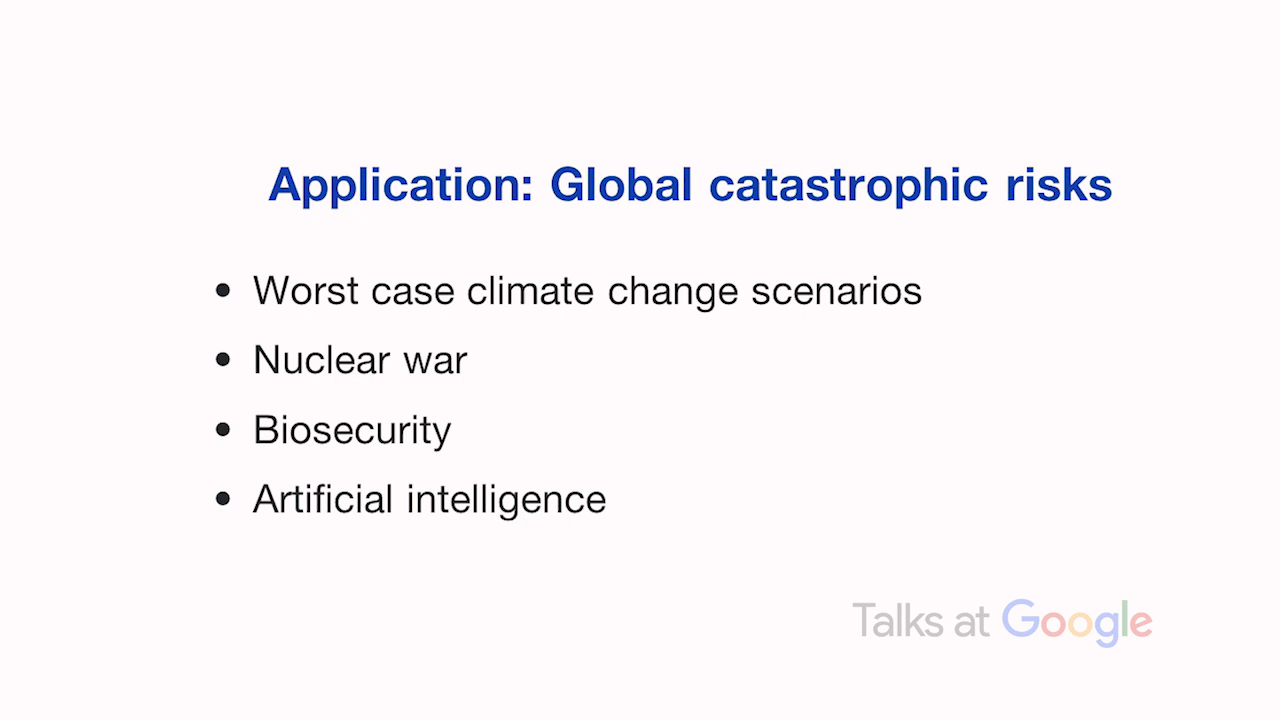 Application: Global catastrophic risks
• Worst case climate change scenarios
• Nuclear war
• Biosecurity
• Artificial intelligence
Talks at Google